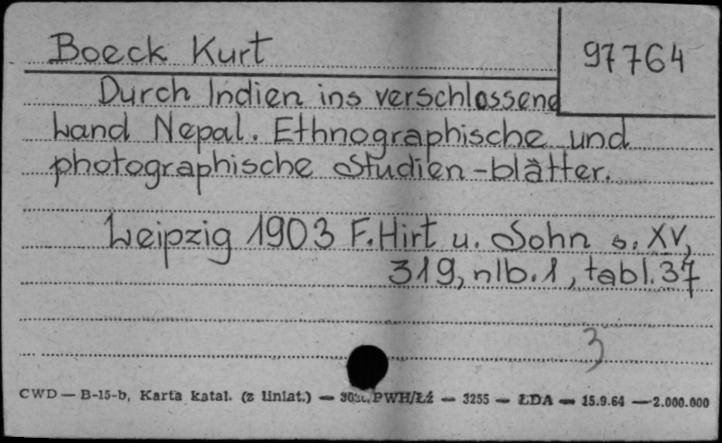 Boeck Kurt
97764
Durch Indien ins verschlossene
Land Nepal. Ethnographische und
photographische Studien-blätter.
Leipzig 1903 F. Hirt u. Sohn s. XV,
319, nlb. 1, tabl. 37
3
CWD — B-15-b, Karta katal. (z liniat.) — PWH/Łź — 3255 — ŁDA — 15.9.64 — 2.000.000